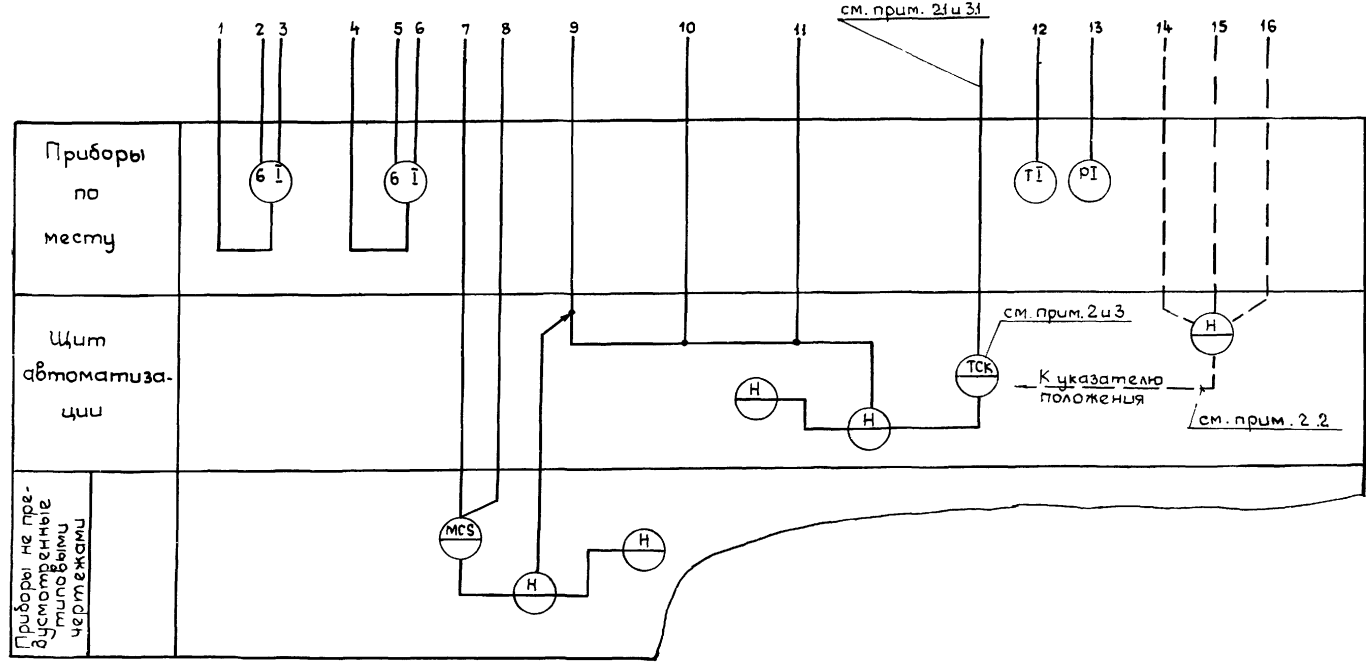 см. прим. 2.1 и 3.1
1 2 3 4 5 6 7 8 9 10 11 12 13 14 15 16
Приборы
по
месту
б I
б I
TI
PI
Щит
автоматиза-
ции
см. прим. 2 и 3
H
TCK
К указателю
положения
H
H
см. прим. 2.2
Приборы не пре-
дусмотренные
типовыми
чертежами
MCS
H
H